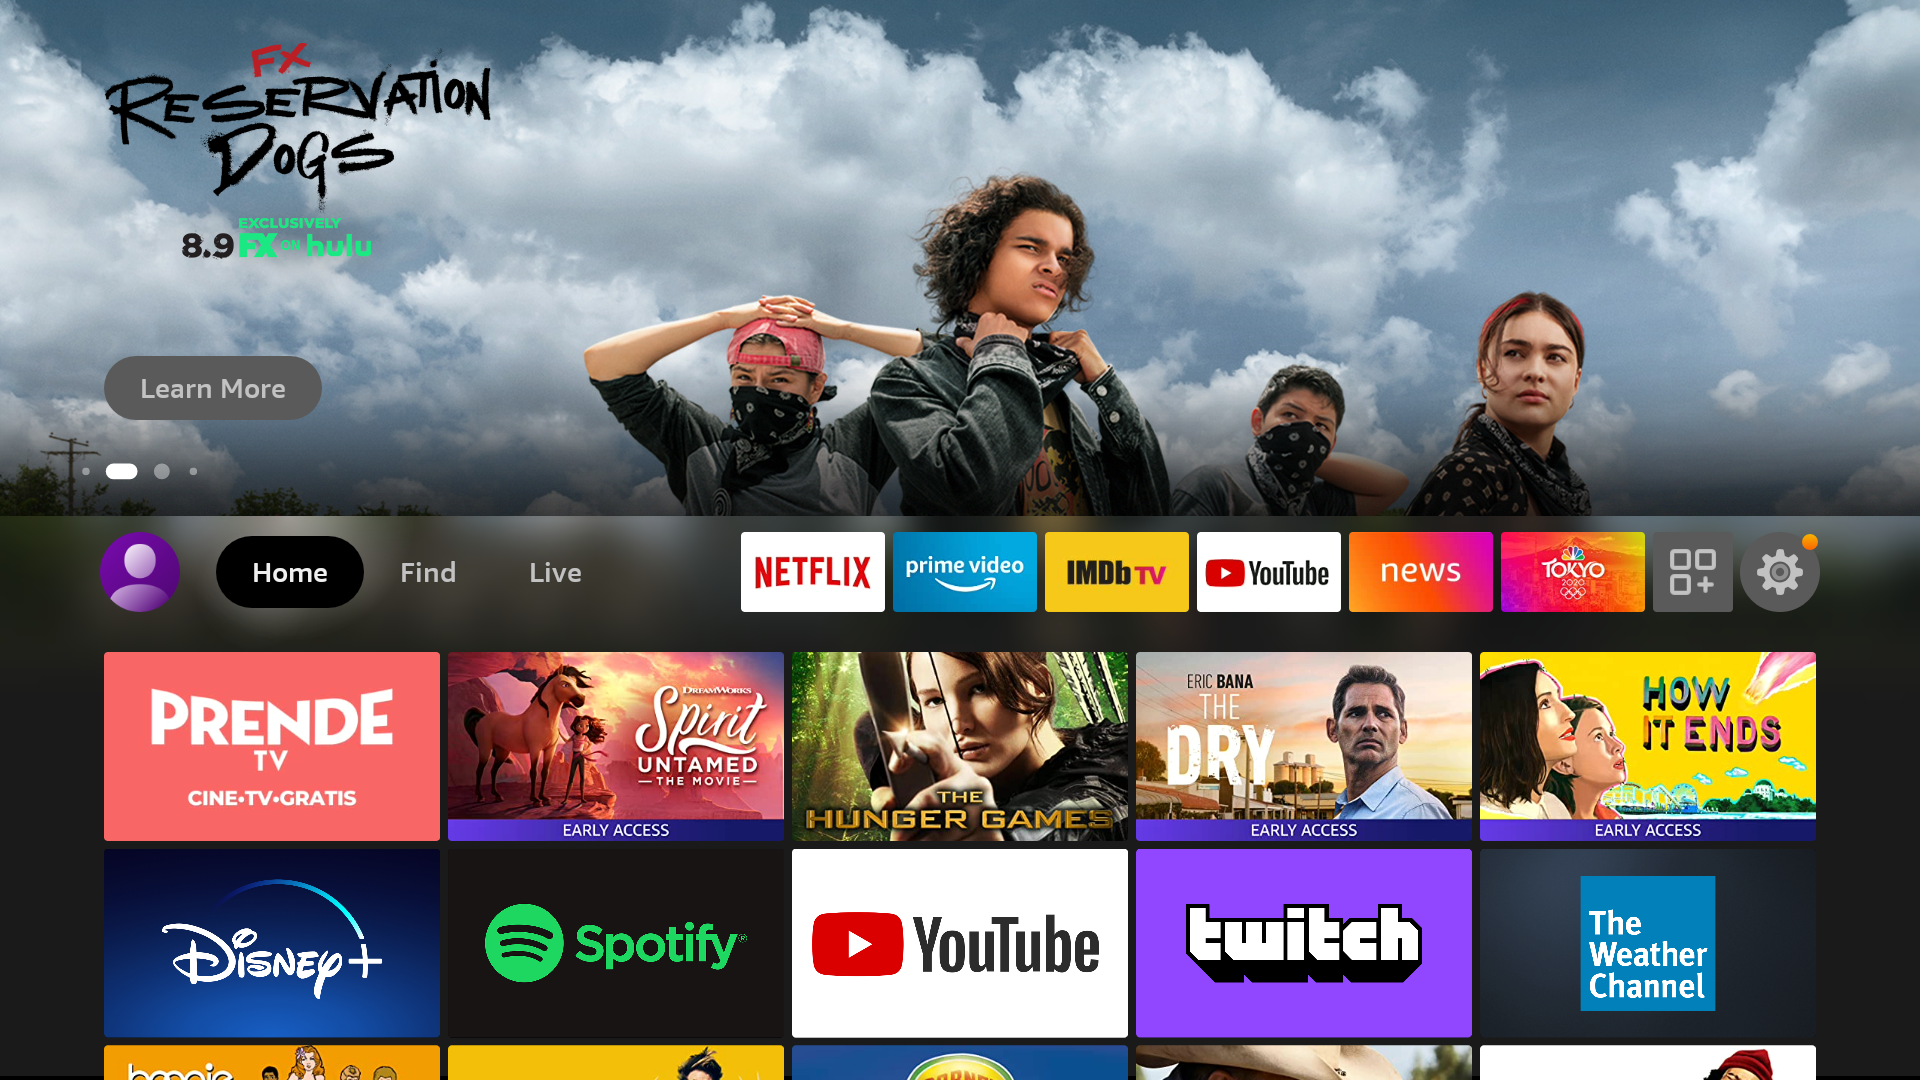 FX
RESERVATION
DOGS
EXCLUSIVELY
8.9 FX ON hulu
Learn More
Home
Find
Live
NETFLIX
prime video
IMDb TV
YouTube
news
TOKYO
2020
PRENDE
TV
CINE•TV•GRATIS
DREAMWORKS
Spirit
UNTAMED
THE MOVIE
EARLY ACCESS
THE
HUNGER GAMES
ERIC BANA
THE
DRY
EARLY ACCESS
HOW
IT ENDS
EARLY ACCESS
Disney+
Spotify®
YouTube
twitch
The
Weather
Channel